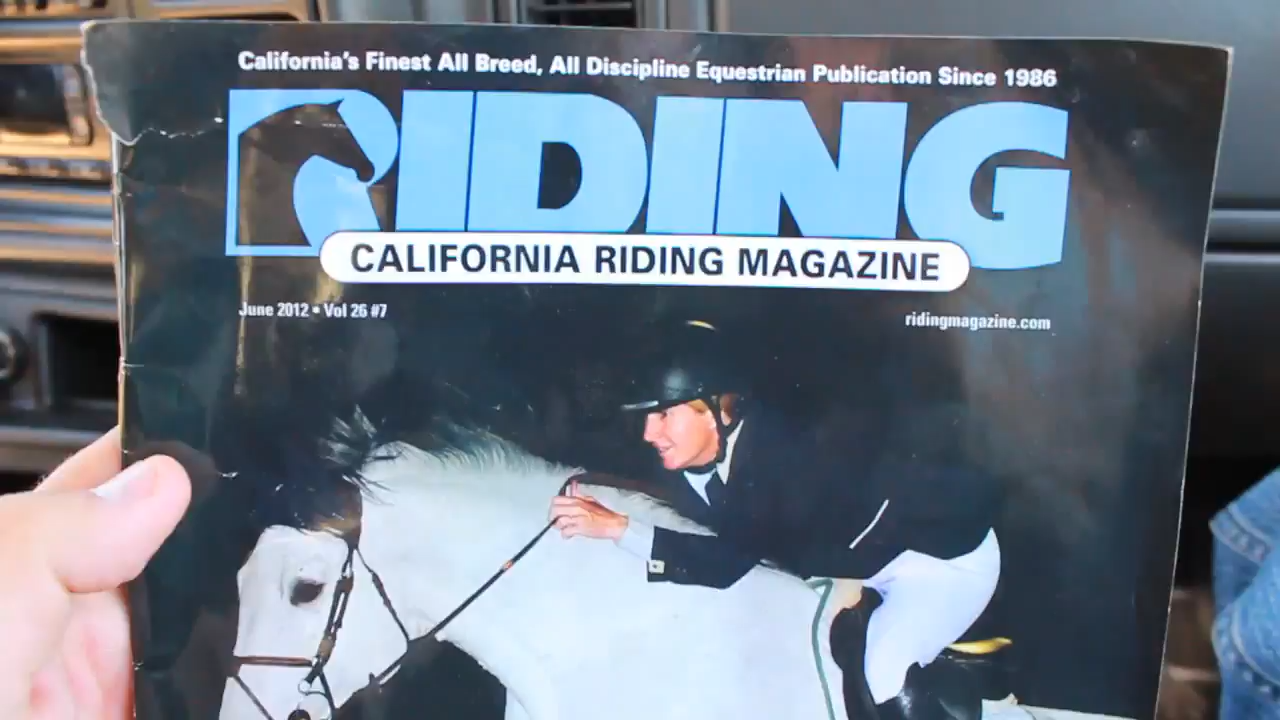 California's Finest All Breed, All Discipline Equestrian Publication Since 1986
RIDING
CALIFORNIA RIDING MAGAZINE
June 2012 • Vol 26 #7
ridingmagazine.com